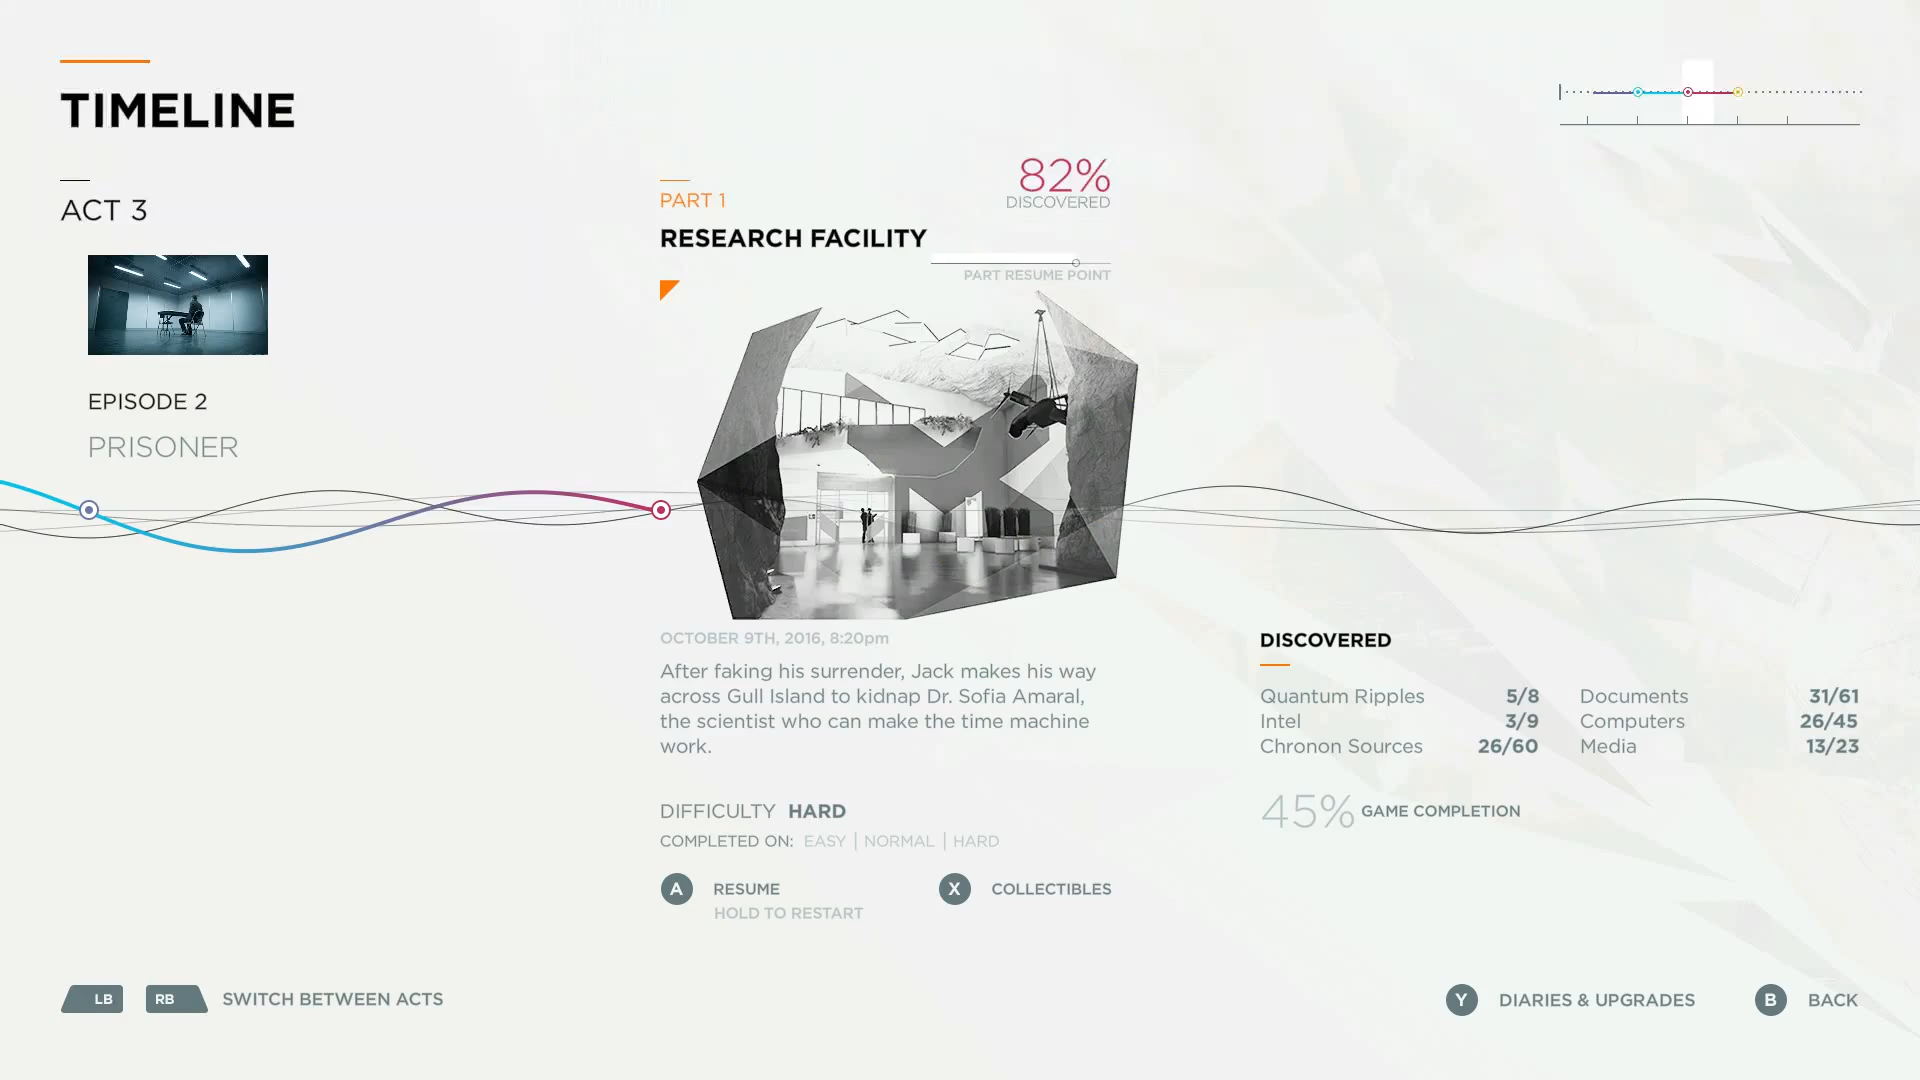 TIMELINE
ACT 3
EPISODE 2
PRISONER
PART 1
82%
DISCOVERED
RESEARCH FACILITY
PART RESUME POINT
OCTOBER 9TH, 2016, 8:20pm
After faking his surrender, Jack makes his way
across Gull Island to kidnap Dr. Sofia Amaral,
the scientist who can make the time machine
work.
DIFFICULTY HARD
COMPLETED ON: EASY | NORMAL | HARD
A RESUME
HOLD TO RESTART
X COLLECTIBLES
DISCOVERED
Quantum Ripples 5/8
Intel 3/9
Chronon Sources 26/60
Documents 31/61
Computers 26/45
Media 13/23
45% GAME COMPLETION
LB RB SWITCH BETWEEN ACTS
Y DIARIES & UPGRADES
B BACK